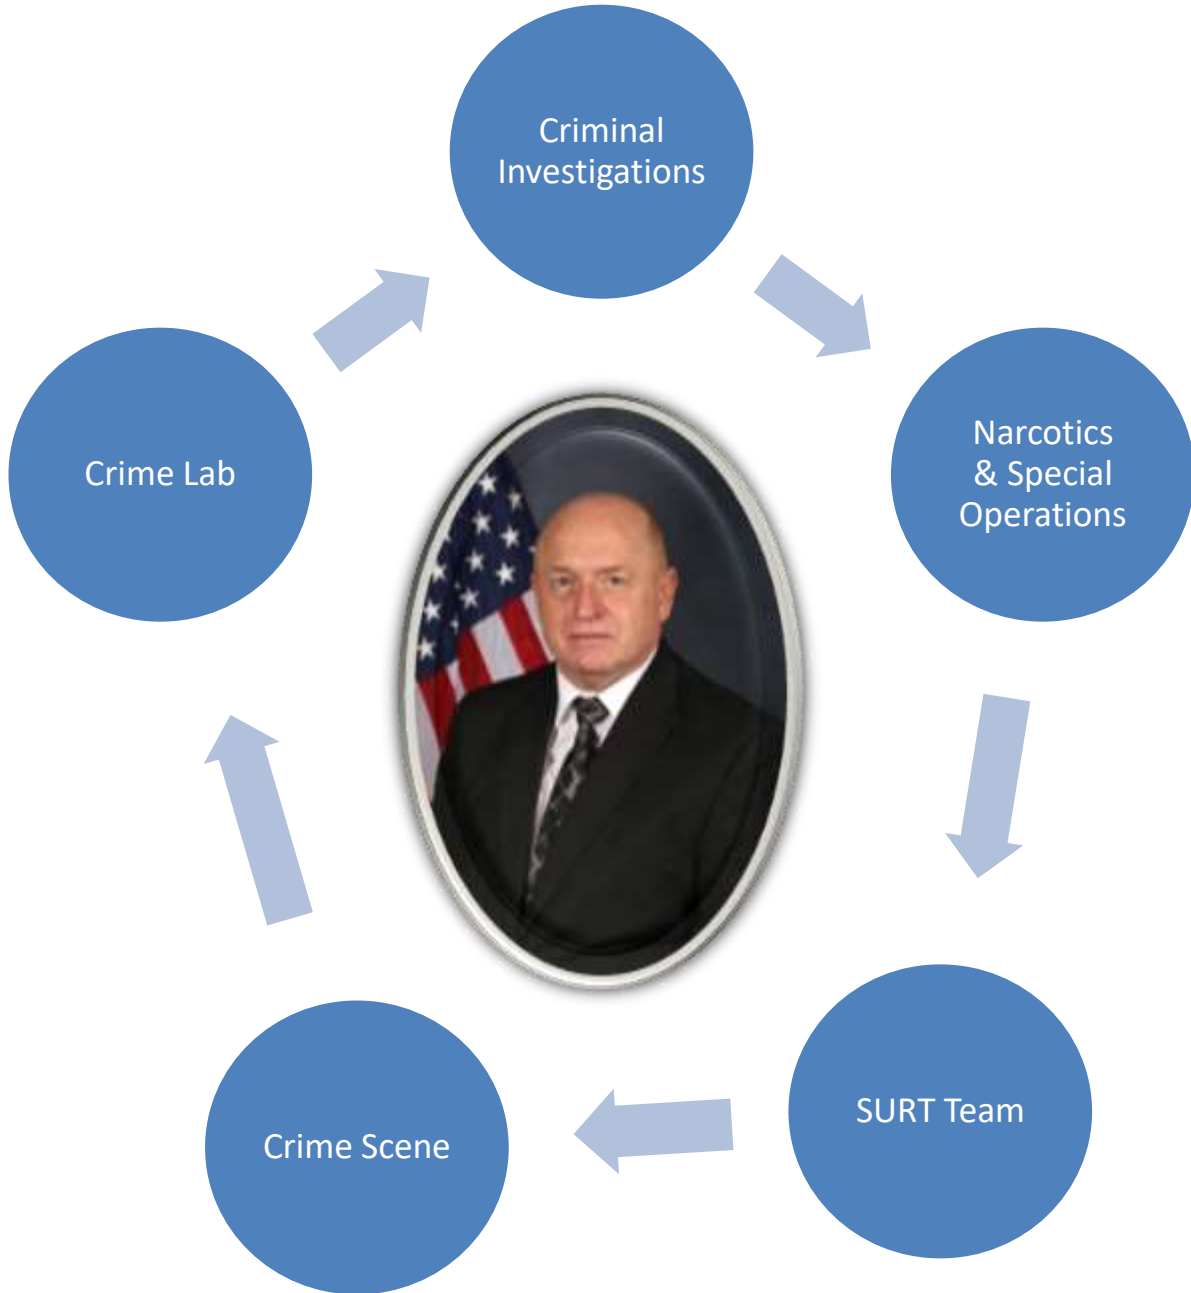 Criminal
Investigations
Narcotics
& Special
Operations
SURT Team
Crime Scene
Crime Lab